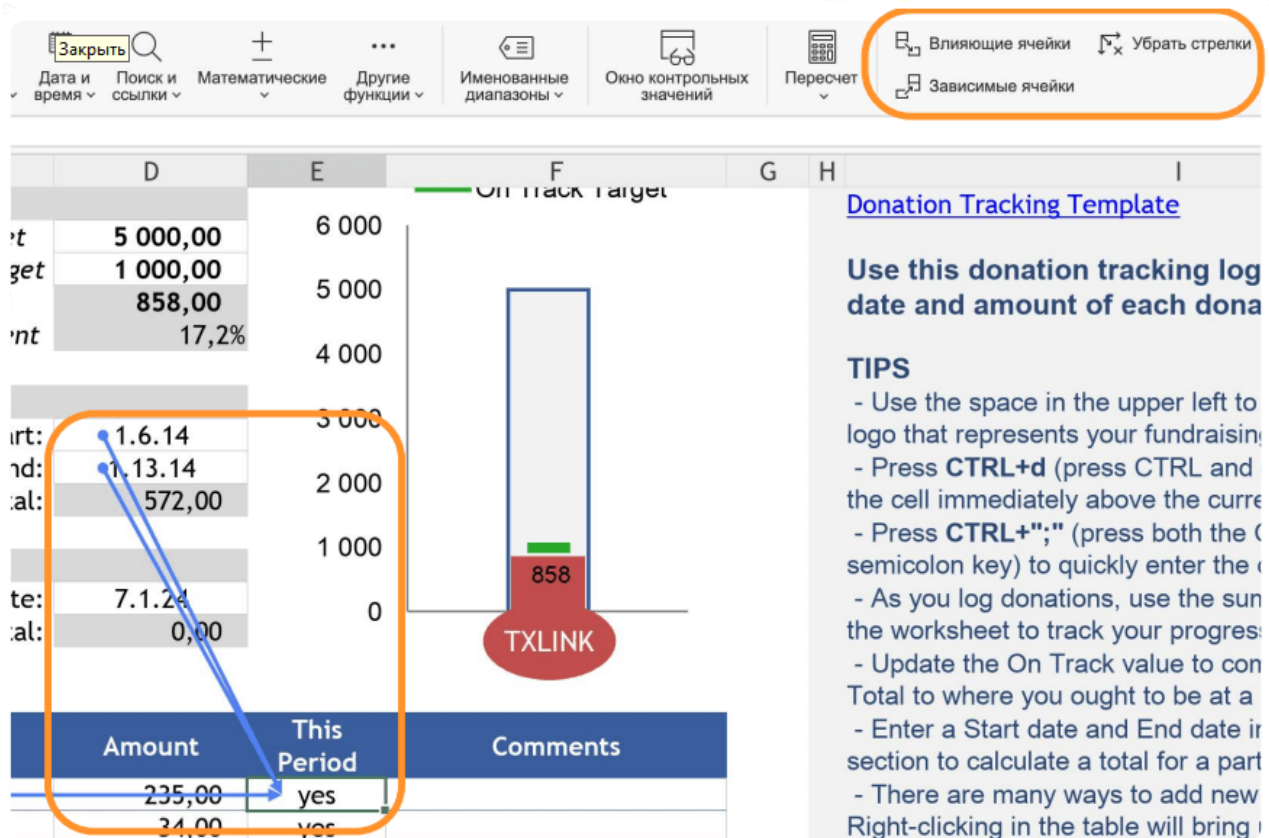 Закрыть
Дата и время
Поиск и ссылки
Математические
Другие функции
Именованные диапазоны
Окно контрольных значений
Пересчет
Влияющие ячейки
Убрать стрелки
Зависимые ячейки
D E F G H I
On Track Target
5 000,00
1 000,00
858,00
17,2%
1.6.14
1.13.14
572,00
7.1.24
0,00
6 000
5 000
4 000
3 000
2 000
1 000
0
858
TXLINK
Amount
This Period
Comments
235,00 yes
34,00 yes
Donation Tracking Template
Use this donation tracking log
date and amount of each
TIPS
- Use the space in the upper left to
logo that represents your
- Press CTRL+d (press CTRL and
the cell immediately above the
- Press CTRL+";" (press both the
semicolon key) to quickly enter the
- As you log donations, use the
the worksheet to track your
- Update the On Track value to
Total to where you ought to be at a
- Enter a Start date and End date
section to calculate a total for a
- There are many ways to add new
Right-clicking in the table will bring